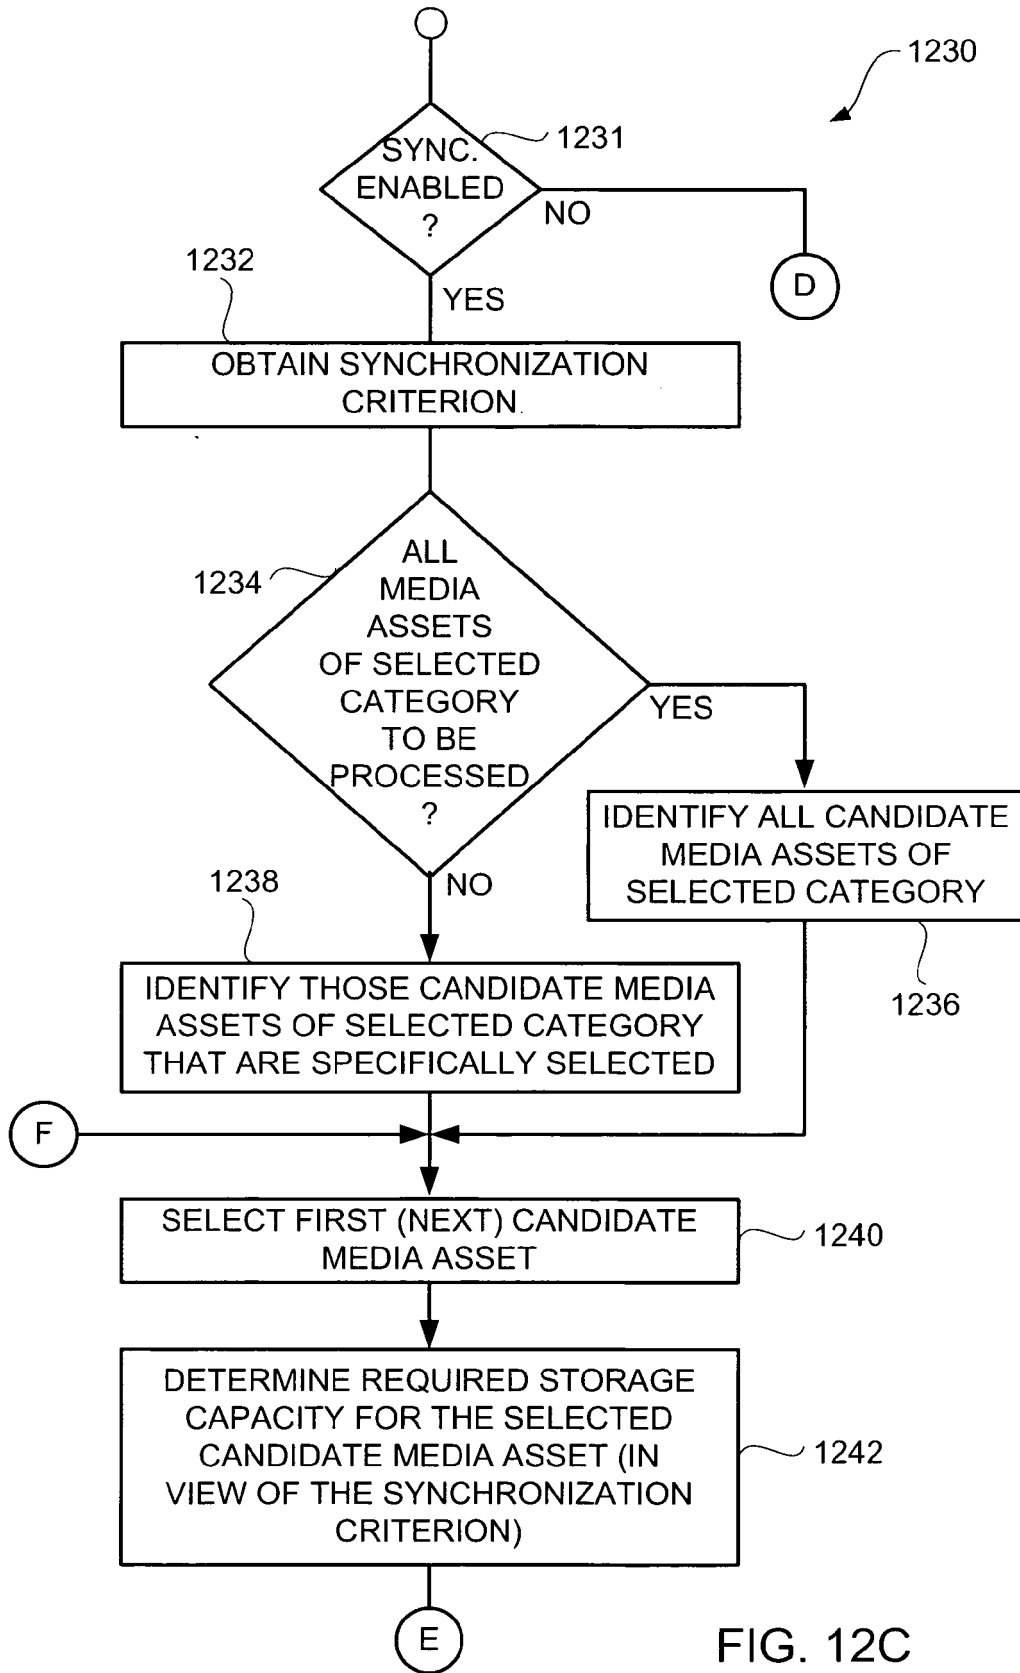 1230
1231
SYNC.
ENABLED
?
NO
D
1232
YES
OBTAIN SYNCHRONIZATION
CRITERION
1234
ALL
MEDIA
ASSETS
OF SELECTED
CATEGORY
TO BE
PROCESSED
?
YES
IDENTIFY ALL CANDIDATE
MEDIA ASSETS OF
SELECTED CATEGORY
1236
NO
1238
IDENTIFY THOSE CANDIDATE MEDIA
ASSETS OF SELECTED CATEGORY
THAT ARE SPECIFICALLY SELECTED
F
SELECT FIRST (NEXT) CANDIDATE
MEDIA ASSET
1240
DETERMINE REQUIRED STORAGE
CAPACITY FOR THE SELECTED
CANDIDATE MEDIA ASSET (IN
VIEW OF THE SYNCHRONIZATION
CRITERION)
1242
E
FIG. 12C